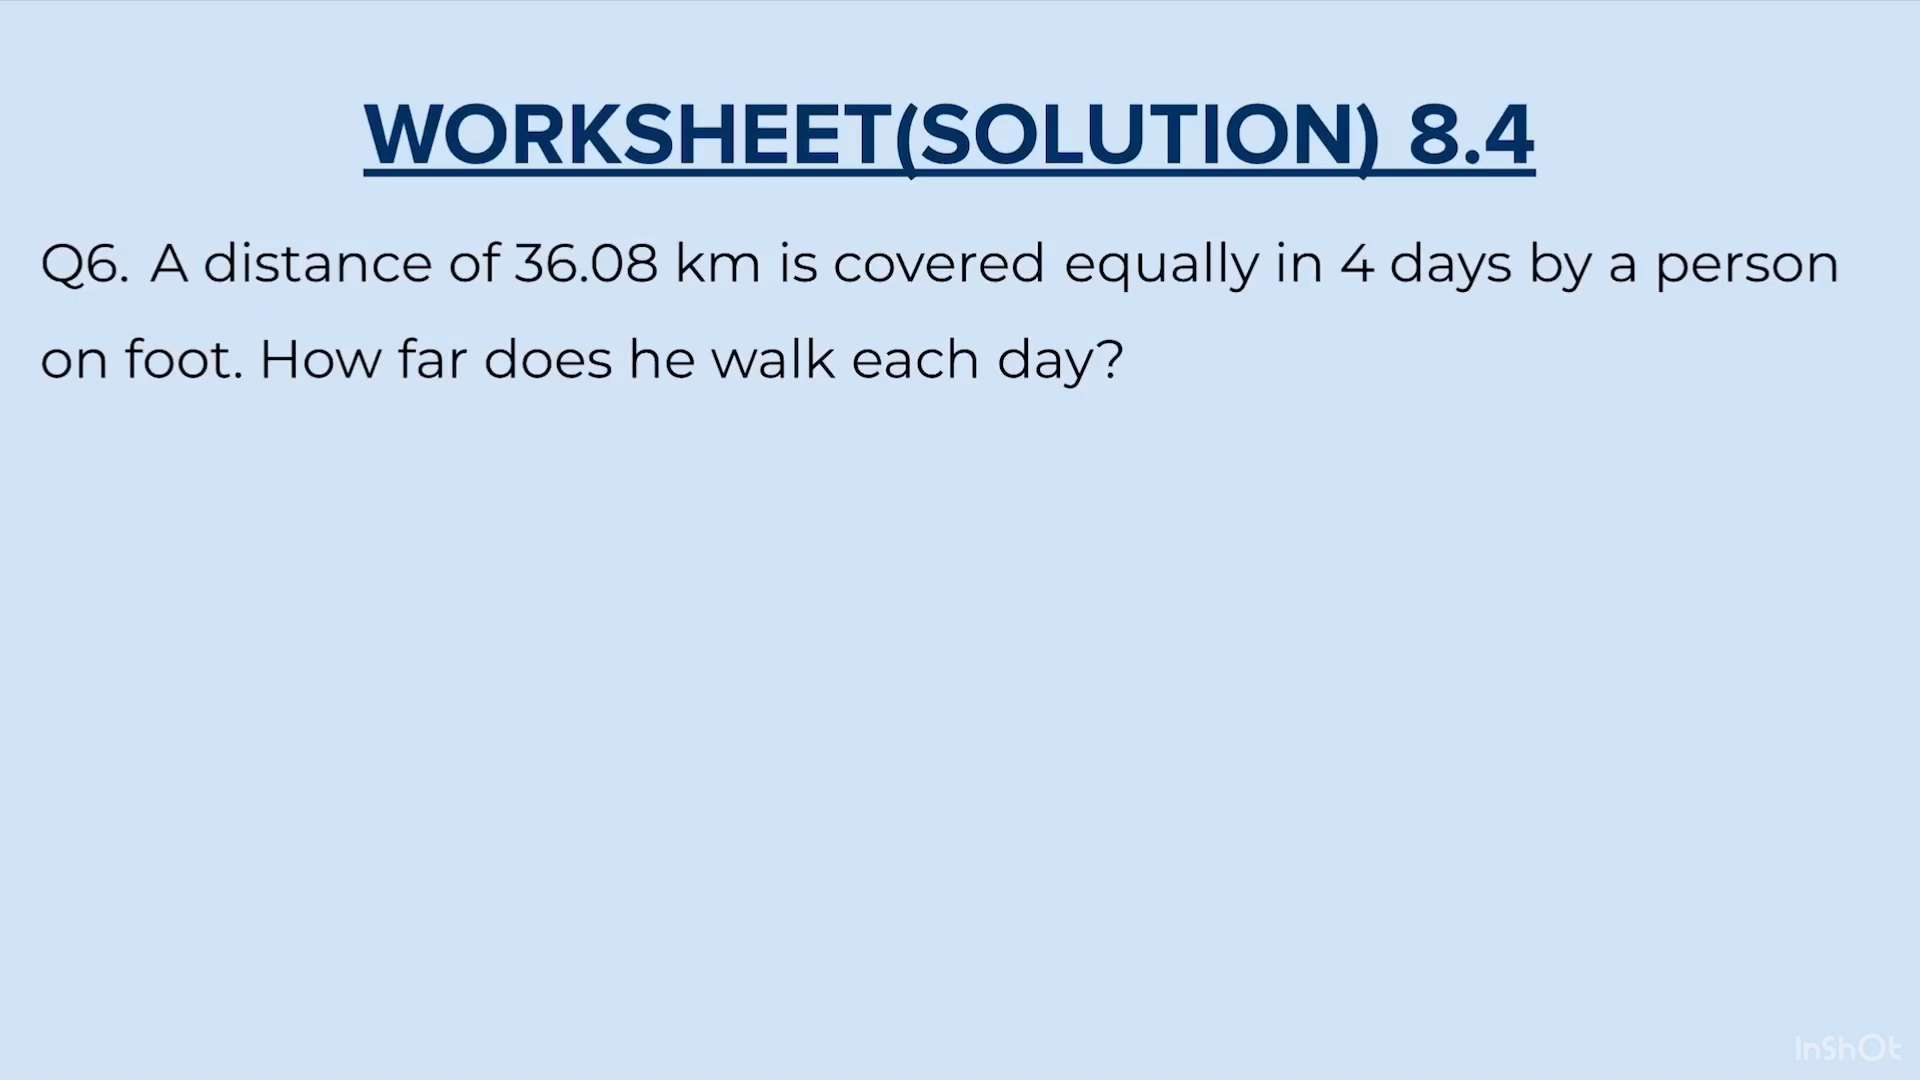 WORKSHEET(SOLUTION) 8.4
Q6. A distance of 36.08 km is covered equally in 4 days by a person
on foot. How far does he walk each day?
InShOt